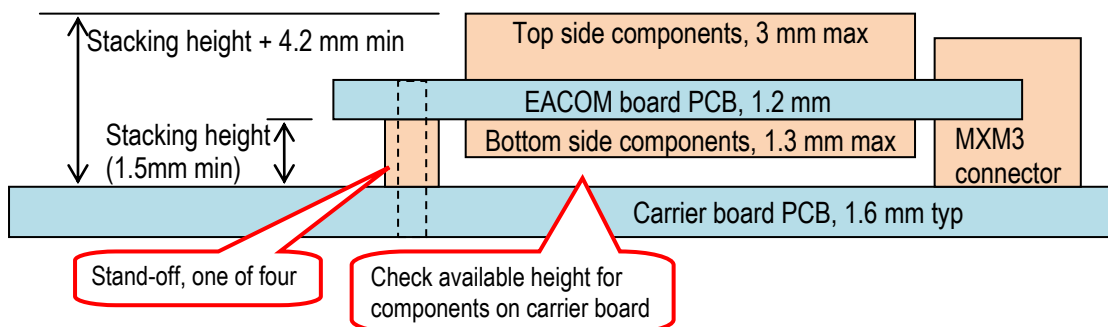 Stacking height + 4.2 mm min
Top side components, 3 mm max
EACOM board PCB, 1.2 mm
Stacking height
(1.5mm min)
Bottom side components, 1.3 mm max
MXM3
connector
Carrier board PCB, 1.6 mm typ
Stand-off, one of four
Check available height for
components on carrier board